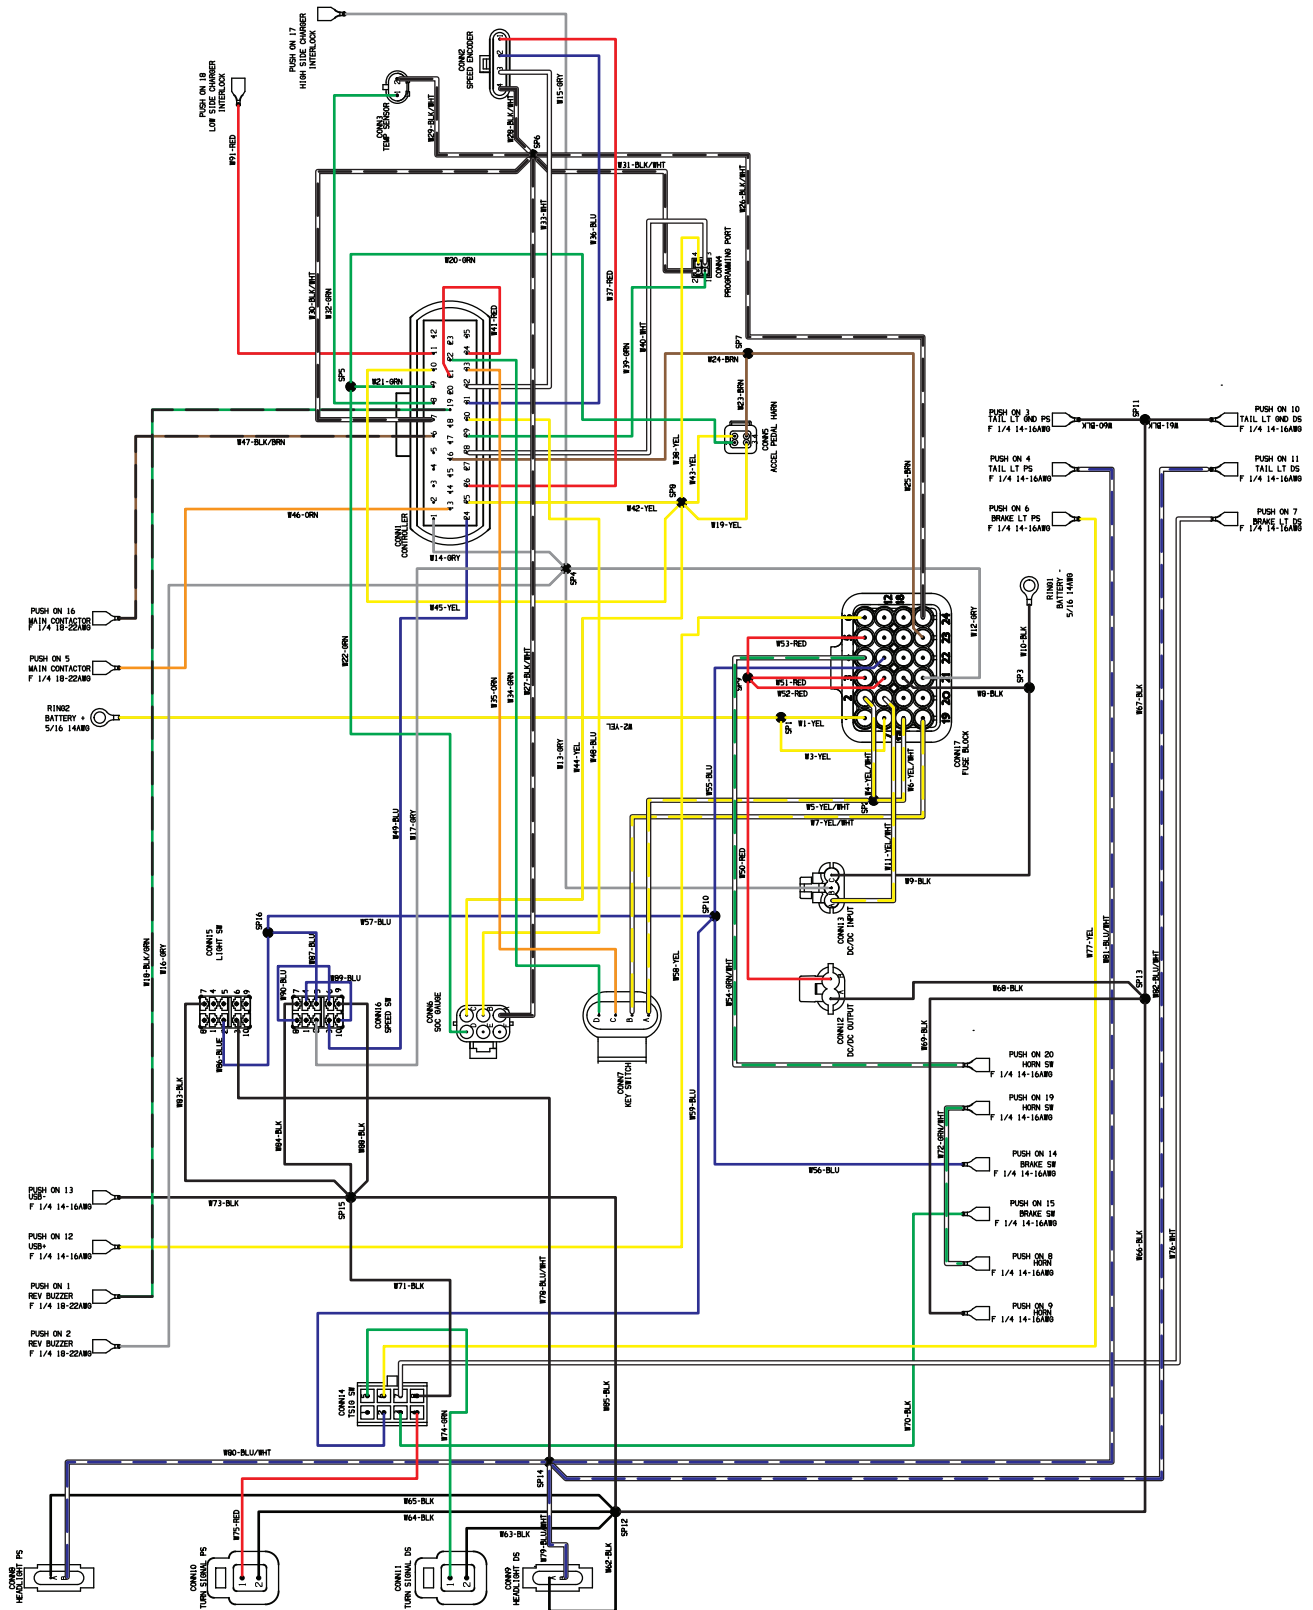 PUSH ON 17
HIGH SIDE CHARGER
INTERLOCK
PUSH ON 18
LOW SIDE CHARGER
INTERLOCK
W91-RED
CONN3
TEMP SENSOR
CONN2
SPEED ENCODER
W15-GRY
W29-BLK/WHT
W28-BLK/WHT
SP6
W31-BLK/WHT
W26-BLK/WHT
W33-WHT
W36-BLU
W20-GRN
W30-BLK/WHT
W32-GRN
W37-RED
CONN4
PROGRAMMING PORT
W41-RED
W39-GRN
W40-WHT
SP7
W24-BRN
W23-BRN
SP5
W21-GRN
W47-BLK/BRN
W38-YEL
W43-YEL
CONN5
ACCEL PEDAL HARN
W25-BRN
SP8
W42-YEL
W19-YEL
W46-ORN
CONN1
CONTROLLER
W14-GRY
SP4
W45-YEL
W12-GRY
PUSH ON 3
TAIL LT GND PS
F 1/4 14-16AWG
W60-BLK
SP11
W61-BLK
PUSH ON 10
TAIL LT GND DS
F 1/4 14-16AWG
PUSH ON 4
TAIL LT PS
F 1/4 14-16AWG
PUSH ON 11
TAIL LT DS
F 1/4 14-16AWG
PUSH ON 6
BRAKE LT PS
F 1/4 14-16AWG
PUSH ON 7
BRAKE LT DS
F 1/4 14-16AWG
RING1
BATTERY -
5/16 14AWG
W10-BLK
PUSH ON 16
MAIN CONTACTOR
F 1/4 18-22AWG
PUSH ON 5
MAIN CONTACTOR
F 1/4 18-22AWG
RING2
BATTERY +
5/16 14AWG
W22-GRN
W35-ORN
W34-GRN
W27-BLK/WHT
W53-RED
W51-RED
W52-RED
SP9
SP3
W8-BLK
W2-YEL
SP1
W1-YEL
W3-YEL
12
18
24
23
22
21
20
19
CONN17
FUSE BLOCK
W4-YEL/WHT
W6-YEL/WHT
W5-YEL/WHT
W7-YEL/WHT
W11-YEL/WHT
W67-BLK
W13-GRY
W44-YEL
W48-BLU
W49-BLU
W17-GRY
W55-BLU
W50-RED
W9-BLK
CONN13
DC/DC INPUT
CONN12
DC/DC OUTPUT
W18-BLK/GRN
W16-GRY
CONN15
LIGHT SW
SP16
W57-BLU
SP10
W87-BLU
W90-BLU
W89-BLU
CONN16
SPEED SW
W58-YEL
W54-GRN/WHT
W77-YEL
W81-BLU/WHT
SP13
W82-BLU/WHT
W68-BLK
W69-BLK
CONN6
SOC GAUGE
CONN7
KEY SWITCH
D
C
B
A
W86-BLUE
W83-BLK
W84-BLK
W88-BLK
W59-BLU
PUSH ON 20
HORN SW
F 1/4 14-16AWG
PUSH ON 19
HORN SW
F 1/4 14-16AWG
W72-GRN/WHT
PUSH ON 14
BRAKE SW
F 1/4 14-16AWG
W56-BLU
PUSH ON 15
BRAKE SW
F 1/4 14-16AWG
PUSH ON 8
HORN
F 1/4 14-16AWG
PUSH ON 9
HORN
F 1/4 14-16AWG
W66-BLK
W76-WHT
PUSH ON 13
USB-
F 1/4 14-16AWG
W73-BLK
SP15
PUSH ON 12
USB+
F 1/4 14-16AWG
PUSH ON 1
REV BUZZER
F 1/4 18-22AWG
PUSH ON 2
REV BUZZER
F 1/4 18-22AWG
W71-BLK
W78-BLU/WHT
CONN14
TSIG SW
W74-GRN
W85-BLK
W70-BLK
W80-BLU/WHT
SP14
W65-BLK
W64-BLK
W63-BLK
SP12
W75-RED
W79-BLU/WHT
W62-BLK
CONN8
HEADLIGHT PS
CONN10
TURN SIGNAL PS
1
2
CONN11
TURN SIGNAL DS
1
2
CONN9
HEADLIGHT DS